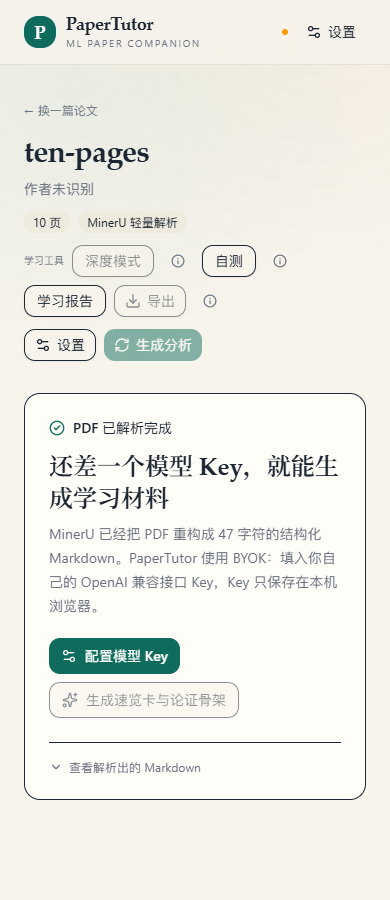 P
PaperTutor
ML PAPER COMPANION
设置
← 换一篇论文
ten-pages
作者未识别
10 页
MinerU 轻量解析
学习工具
深度模式
自测
学习报告
导出
设置
生成分析
PDF 已解析完成
还差一个模型 Key，就能生
成学习材料
MinerU 已经把 PDF 重构成 47 字符的结构化
Markdown。PaperTutor 使用 BYOK：填入你自
己的 OpenAI 兼容接口 Key，Key 只保存在本机
浏览器。
配置模型 Key
生成速览卡与论证骨架
查看解析出的 Markdown